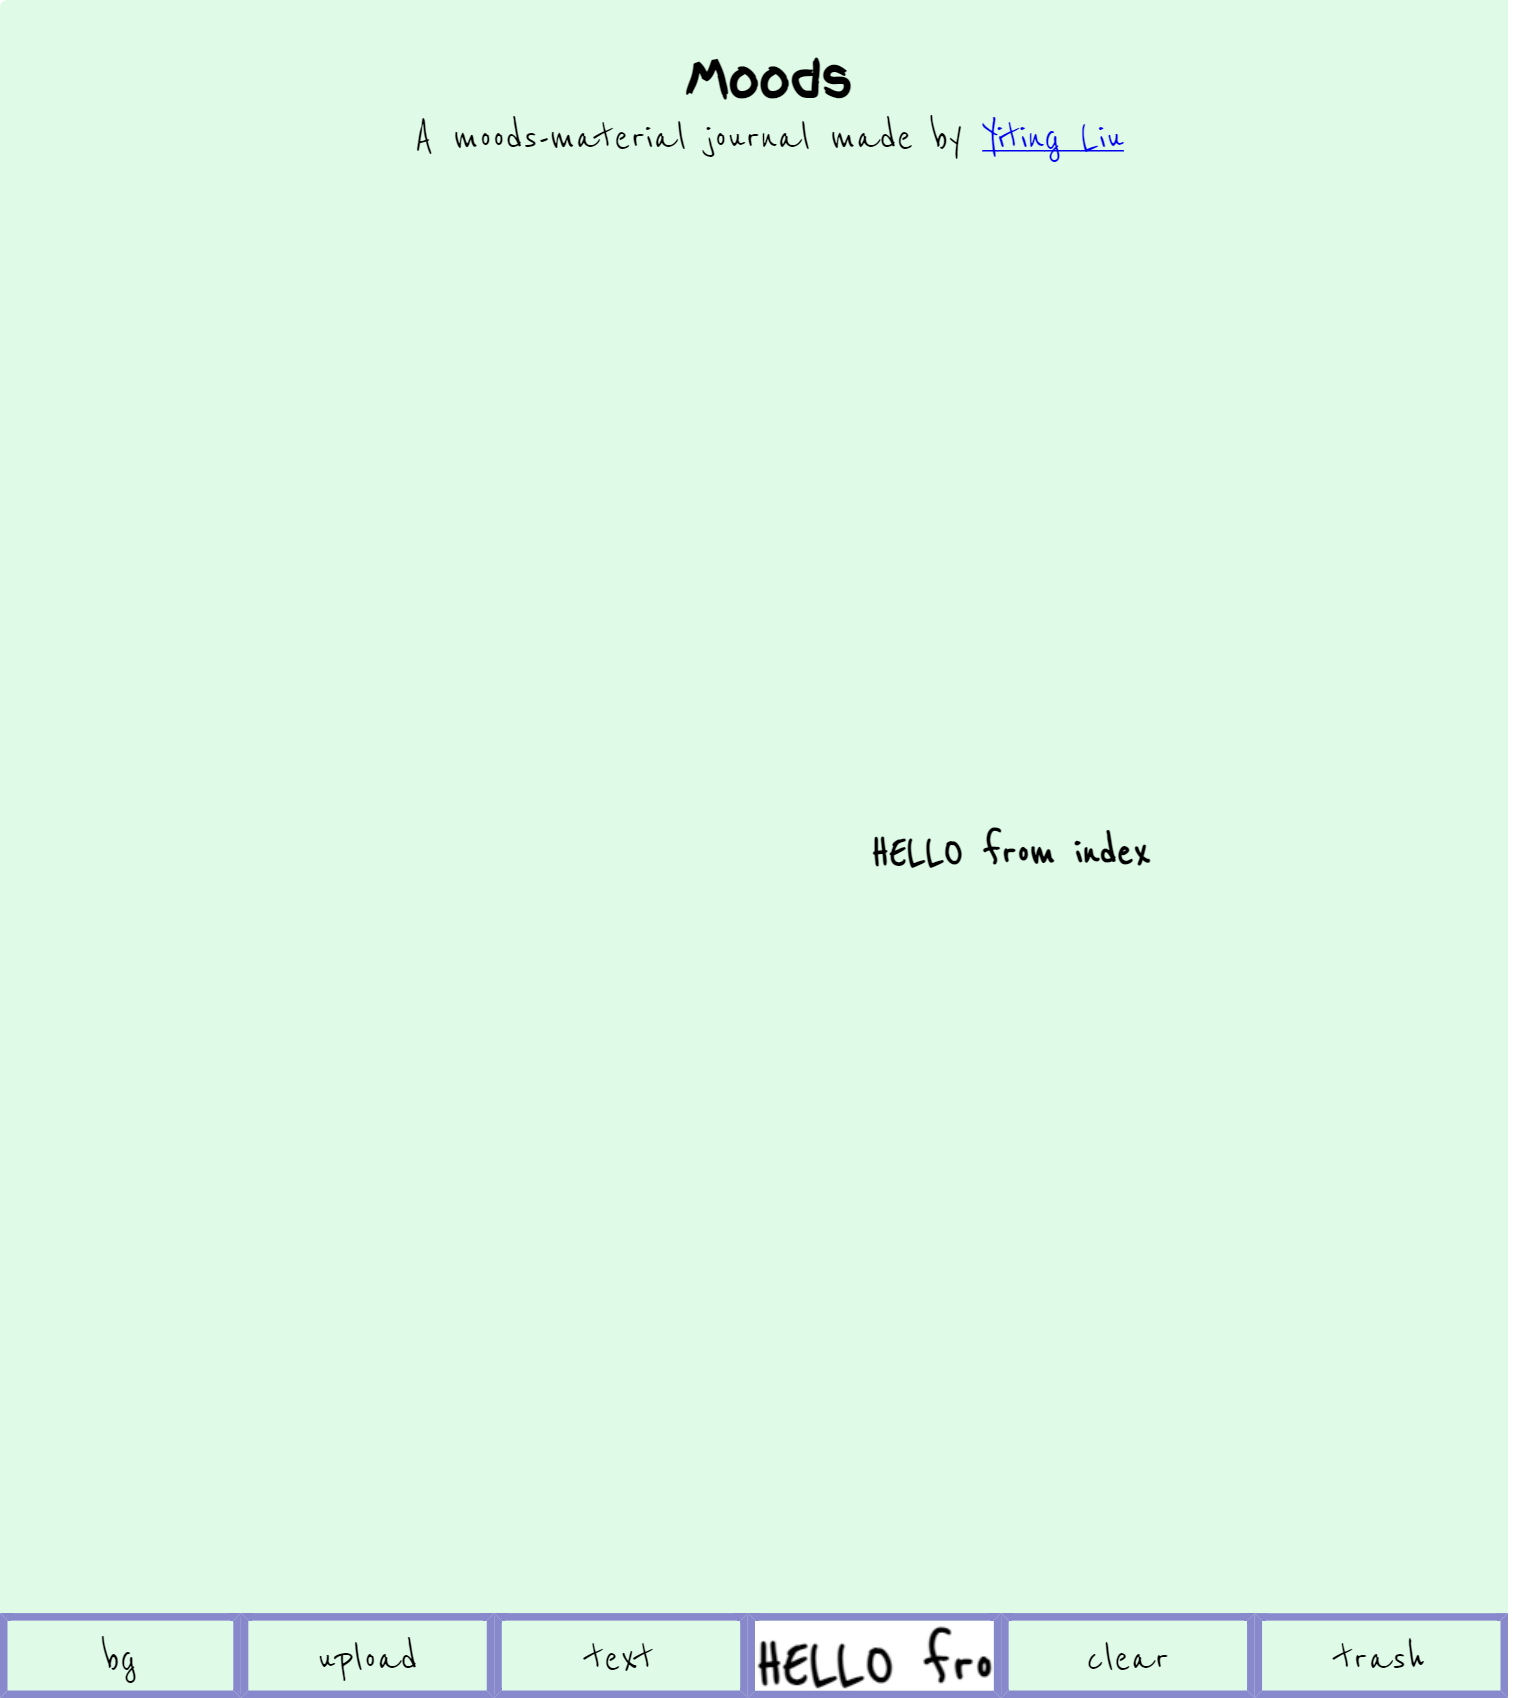 Moods
A moods-material journal made by Yiting Liu
HELLO from index
bg
upload
text
HELLO fro
clear
trash